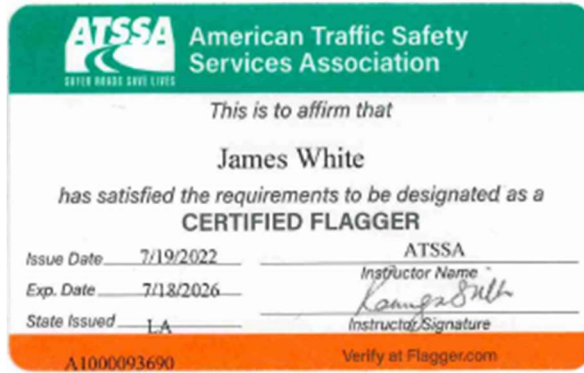 ATSSA
SAFER ROADS SAVE LIVES
American Traffic Safety
Services Association
This is to affirm that
James White
has satisfied the requirements to be designated as a
CERTIFIED FLAGGER
Issue Date 7/19/2022
ATSSA
Instructor Name
Exp. Date 7/18/2026
State Issued LA
Instructor Signature
A1000093690
Verify at Flagger.com